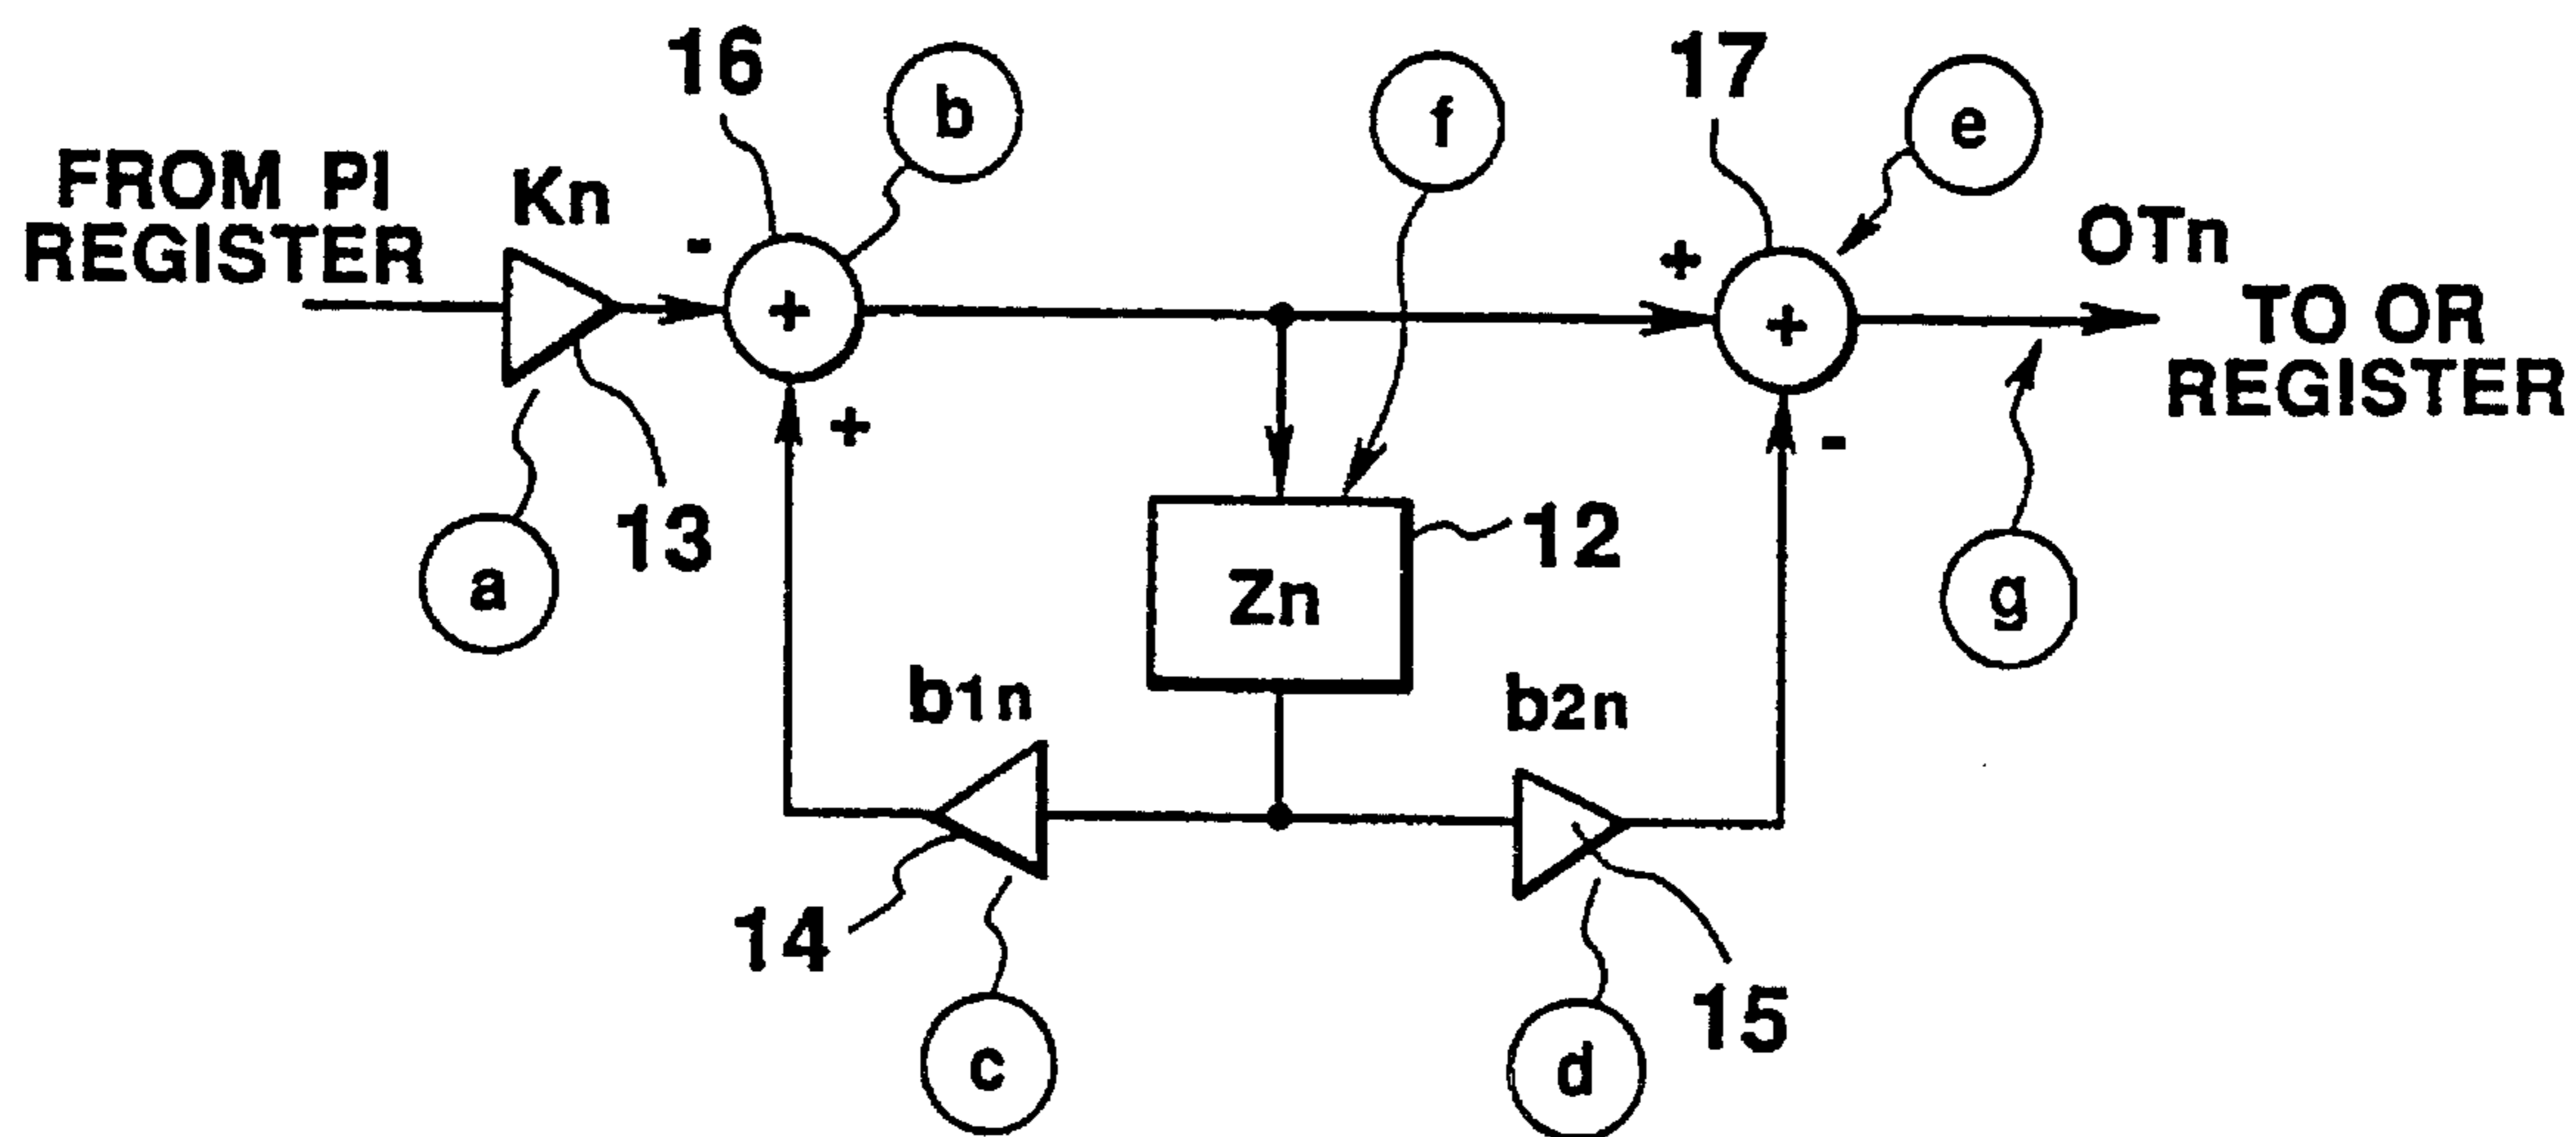 16
b
f
17
e
FROM PI
REGISTER
Kn
-
+
+
+
OTn
TO OR
REGISTER
+
-
a
13
12
Zn
g
b1n
b2n
14
15
c
d